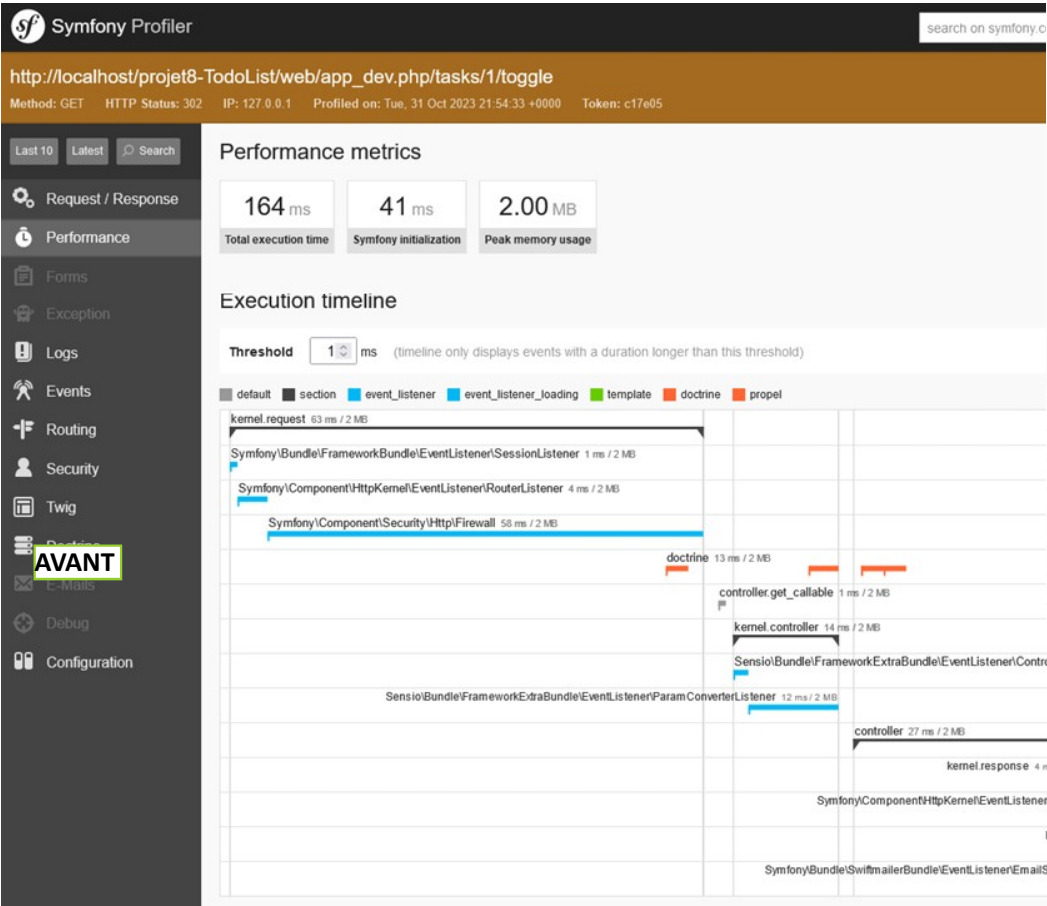 Symfony Profiler
search on symfony.c
http://localhost/projet8-TodoList/web/app_dev.php/tasks/1/toggle
Method: GET HTTP Status: 302 IP: 127.0.0.1 Profiled on: Tue, 31 Oct 2023 21:54:33 +0000 Token: c17e05
Last 10 Latest Search
Request / Response
Performance
Forms
Exception
Logs
Events
Routing
Security
Twig
Doctrine
AVANT
E-Mails
Debug
Configuration
Performance metrics
164 ms 41 ms 2.00 MB
Total execution time Symfony initialization Peak memory usage
Execution timeline
Threshold 1 ms (timeline only displays events with a duration longer than this threshold)
default section event_listener event_listener_loading template doctrine propel
kernel.request 63 ms / 2 MB
Symfony\Bundle\FrameworkBundle\EventListener\SessionListener 1 ms / 2 MB
Symfony\Component\HttpKernel\EventListener\RouterListener 4 ms / 2 MB
Symfony\Component\Security\Http\Firewall 58 ms / 2 MB
doctrine 13 ms / 2 MB
controller.get_callable 1 ms / 2 MB
kernel.controller 14 ms / 2 MB
Sensio\Bundle\FrameworkExtraBundle\EventListener\Contro
Sensio\Bundle\FrameworkExtraBundle\EventListener\ParamConverterListener 12 ms / 2 MB
controller 27 ms / 2 MB
kernel.response 4 m
Symfony\Component\HttpKernel\EventListener
Symfony\Bundle\SwiftmailerBundle\EventListener\EmailS